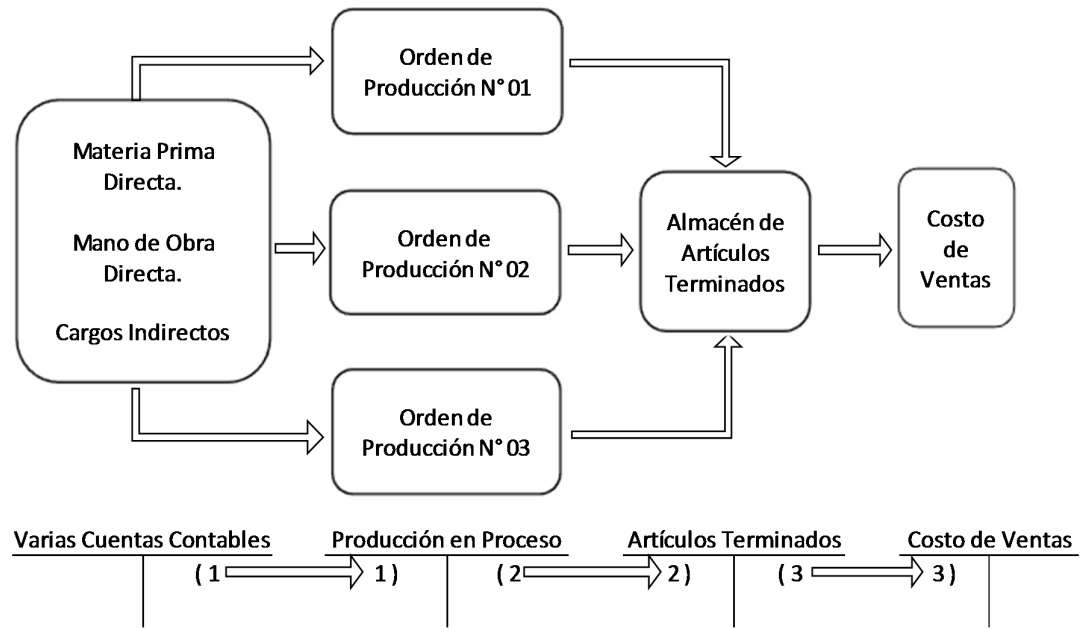 Materia Prima
Directa.
Mano de Obra
Directa.
Cargos Indirectos
Orden de
Producción N° 01
Orden de
Producción N° 02
Orden de
Producción N° 03
Almacén de
Artículos
Terminados
Costo
de
Ventas
Varias Cuentas Contables
Producción en Proceso
Artículos Terminados
Costo de Ventas
( 1
1 )
( 2
2 )
( 3
3 )